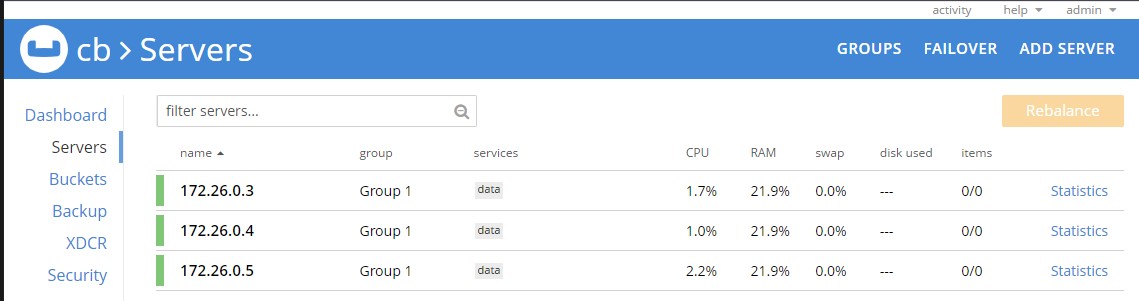 activity help admin
cb > Servers GROUPS FAILOVER ADD SERVER
Dashboard filter servers... Rebalance
Servers name group services CPU RAM swap disk used items
Buckets 172.26.0.3 Group 1 data 1.7% 21.9% 0.0% --- 0/0 Statistics
Backup 172.26.0.4 Group 1 data 1.0% 21.9% 0.0% --- 0/0 Statistics
XDCR
Security 172.26.0.5 Group 1 data 2.2% 21.9% 0.0% --- 0/0 Statistics